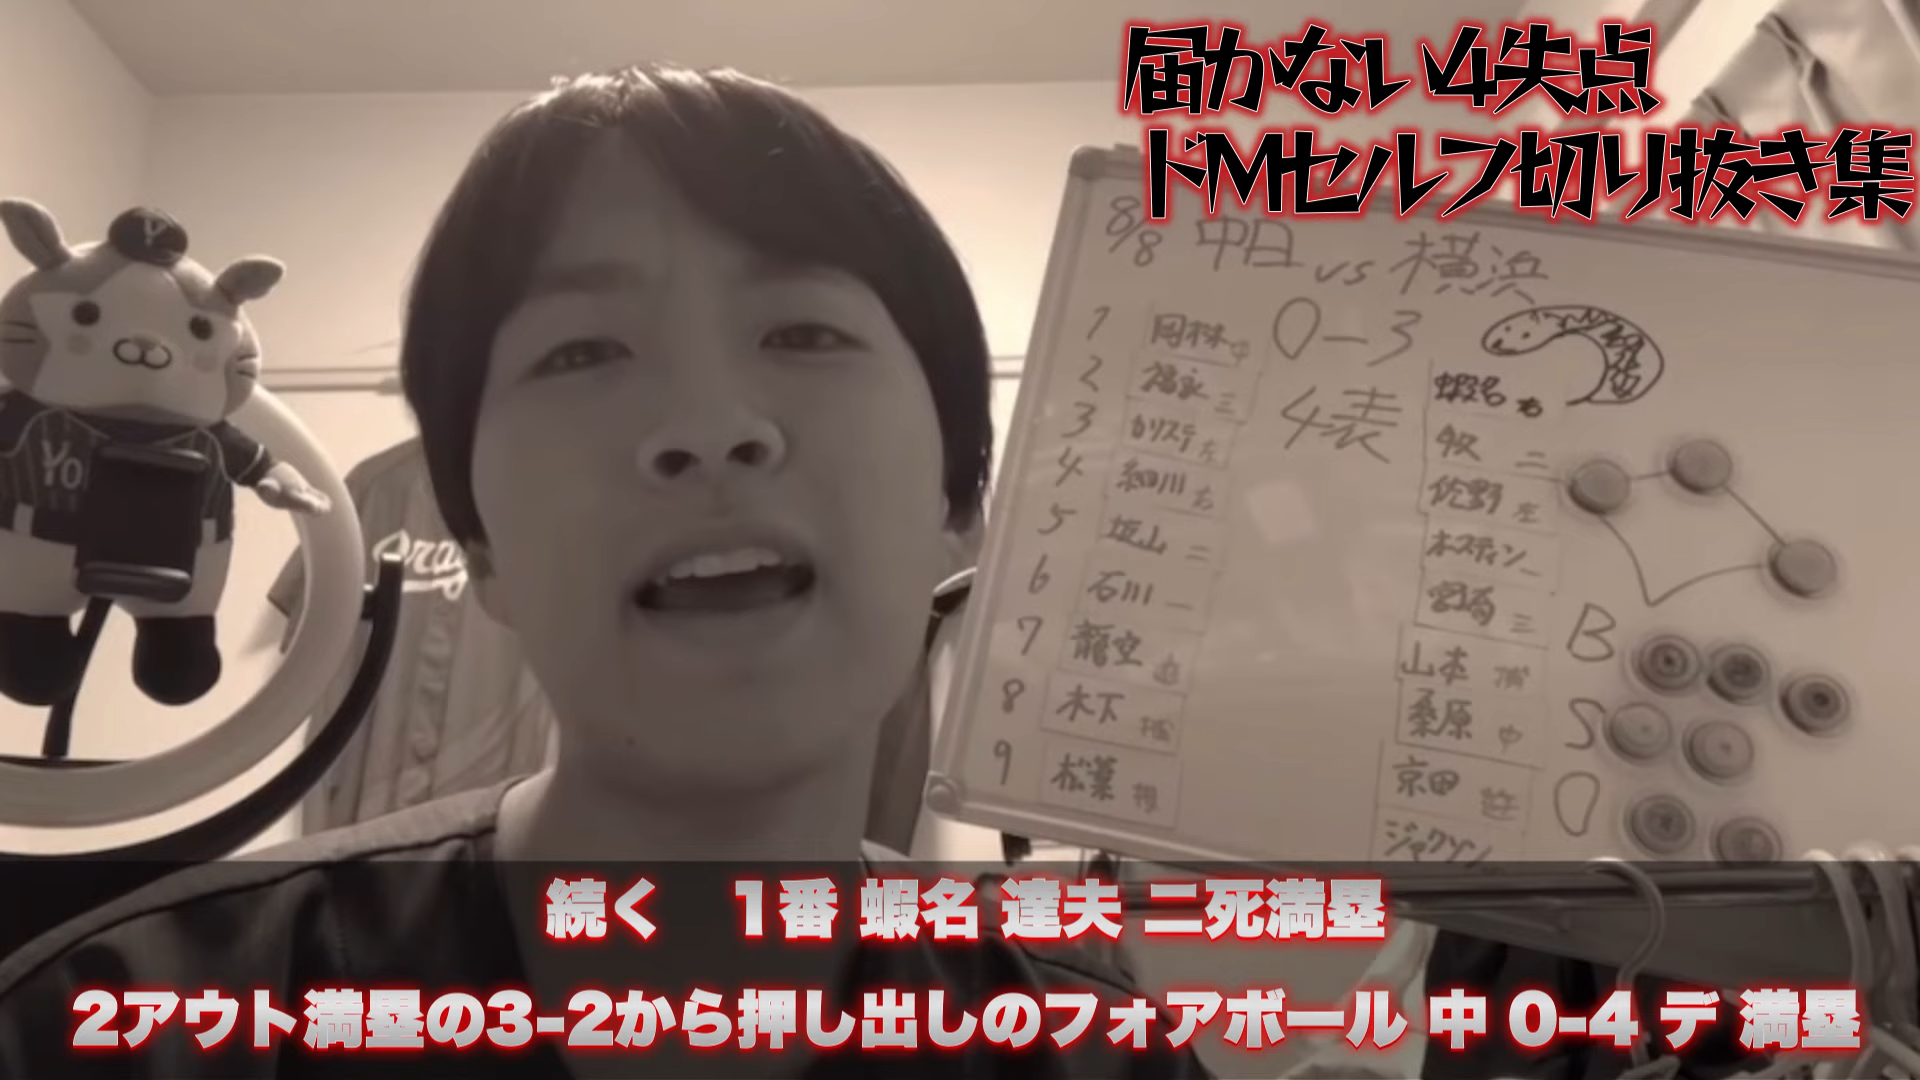 届かない4失点
ドMセルフ切り抜き集
8/8 中日 vs 横浜
0-3
4表
1 岡林 中
2 福永 三
3 カリステ 左
4 細川 右
5 板山 二
6 石川 一
7 龍空 遊
8 木下 捕
9 松葉 投
蝦名 右
牧 二
佐野 左
オースティン 一
宮﨑 三
山本 捕
桑原 中
京田 遊
ジャクソン
B
S
O
Y
Yo
Drag
続く 1番 蝦名 達夫 二死満塁
2アウト満塁の3-2から押し出しのフォアボール 中 0-4 デ 満塁